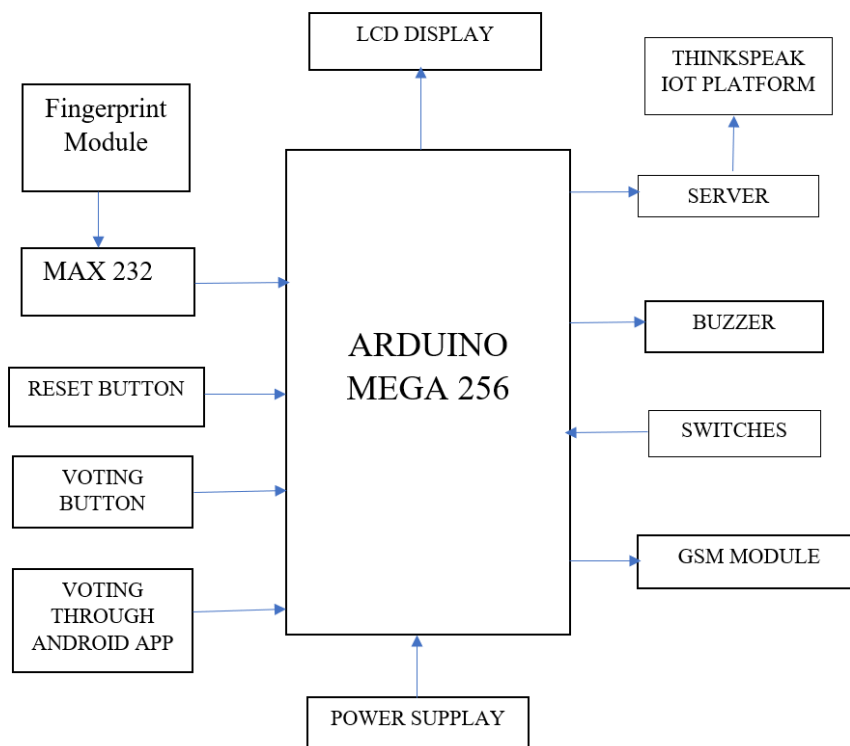 LCD DISPLAY
THINKSPEAK
IOT PLATFORM
Fingerprint
Module
SERVER
MAX 232
BUZZER
ARDUINO
MEGA 256
RESET BUTTON
SWITCHES
VOTING
BUTTON
GSM MODULE
VOTING
THROUGH
ANDROID APP
POWER SUPPLAY